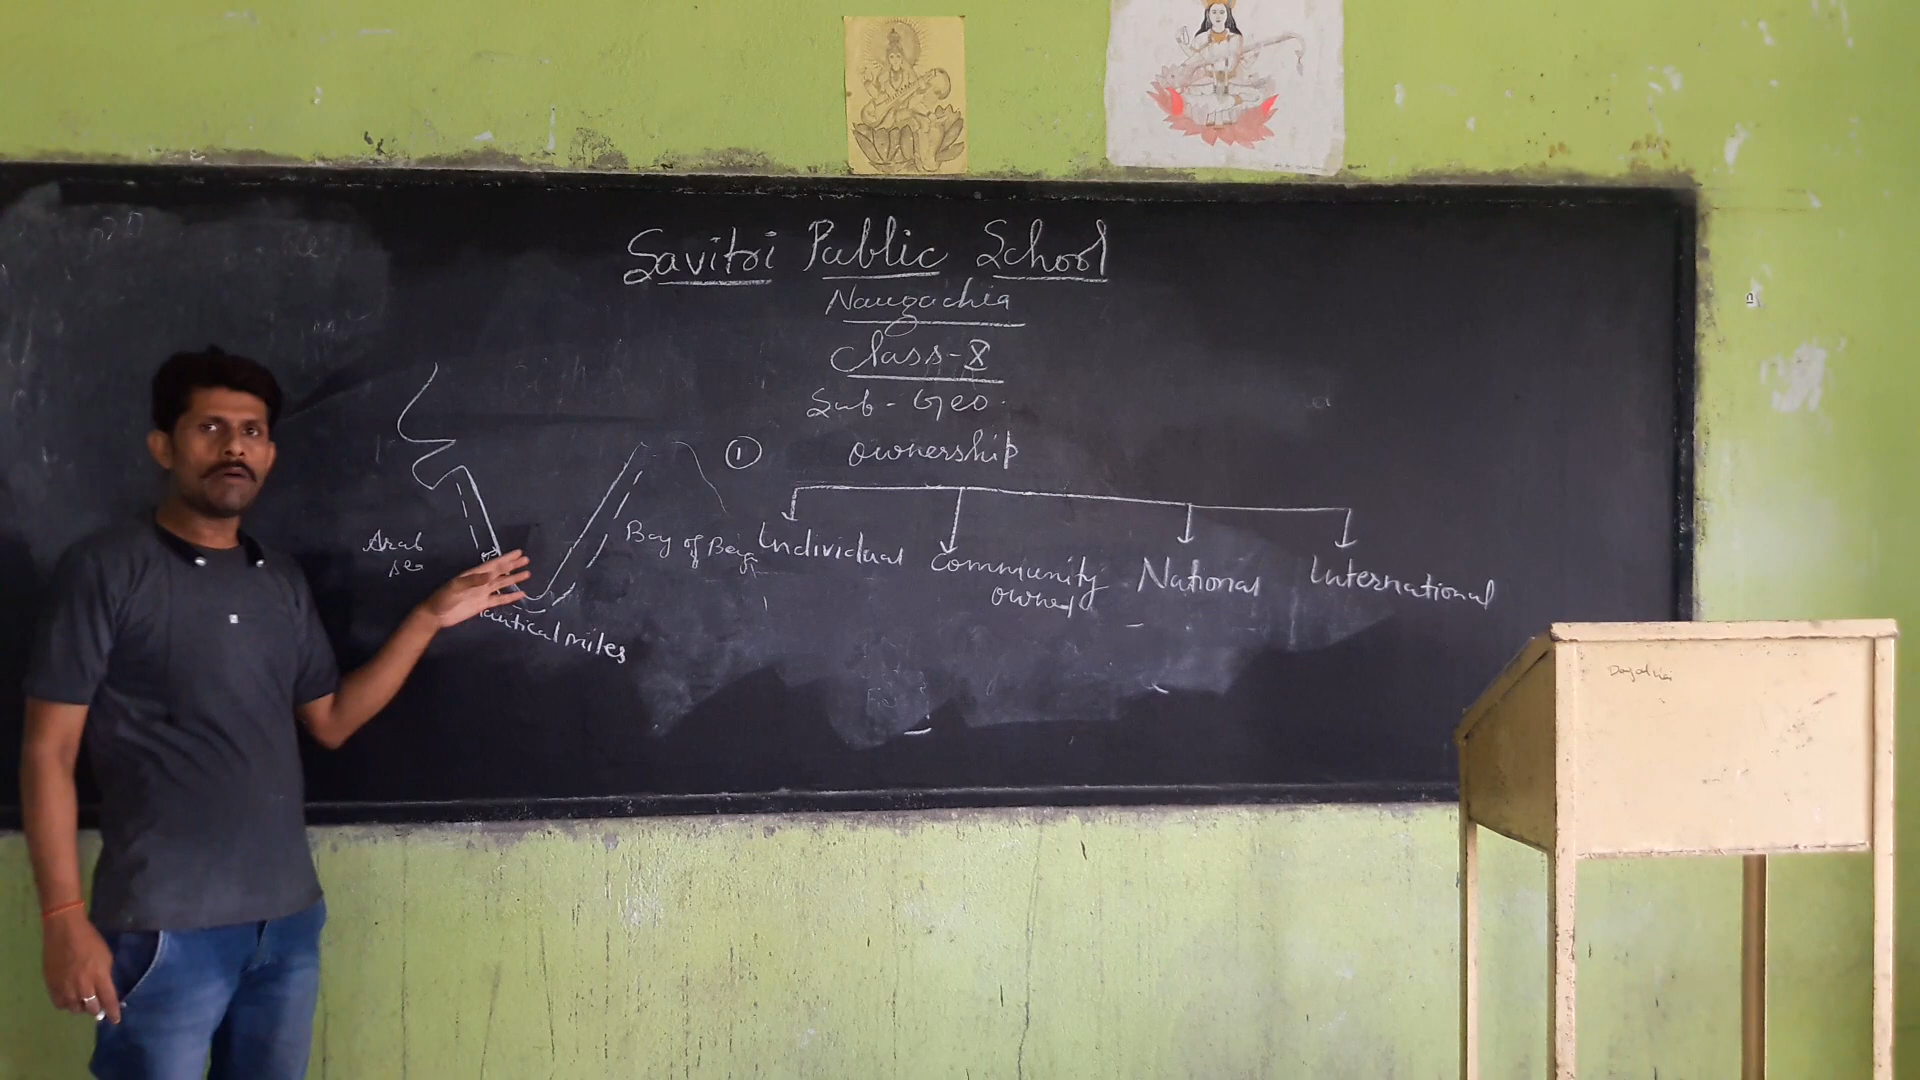 Savitri Public School
Naugachia
Class-X
Sub - Geo.
① ownership
Individual Community owned National International
Arab sea
Bay of Beng
nautical miles